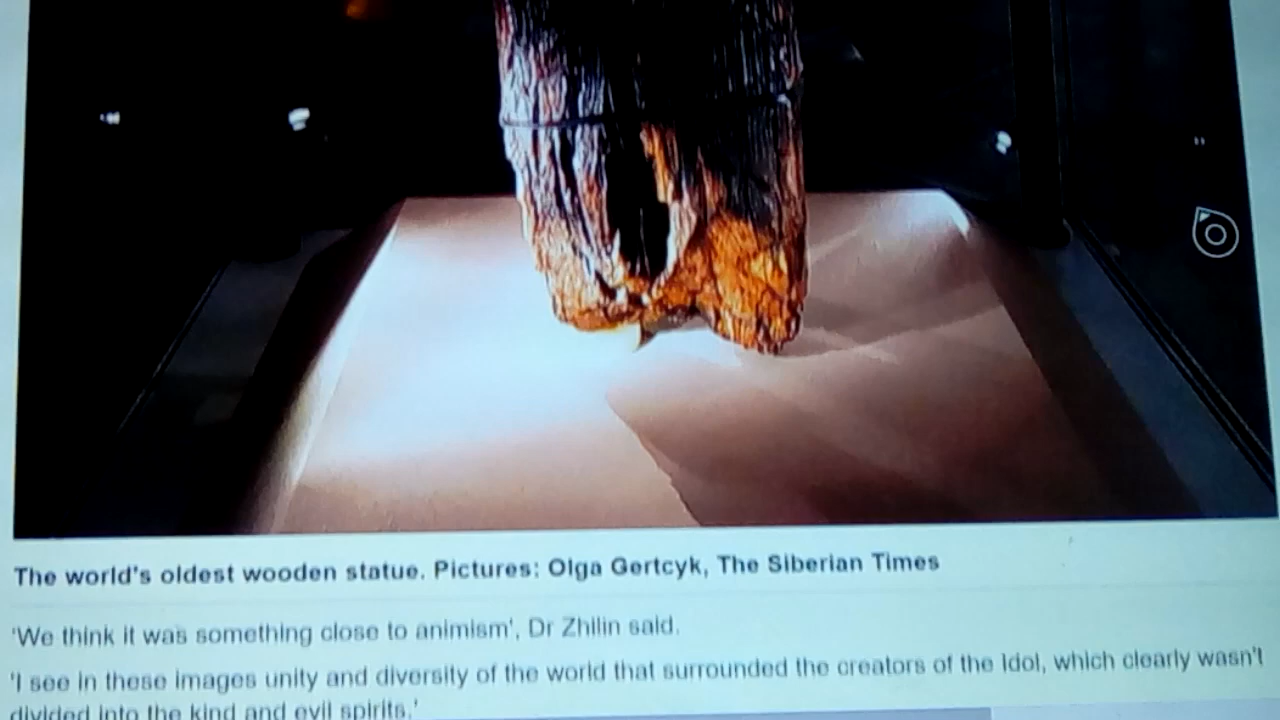 The world's oldest wooden statue. Pictures: Olga Gertcyk, The Siberian Times
'We think it was something close to animism', Dr Zhilin said.
'I see in these images unity and diversity of the world that surrounded the creators of the Idol, which clearly wasn't
divided into the kind and evil spirits.'